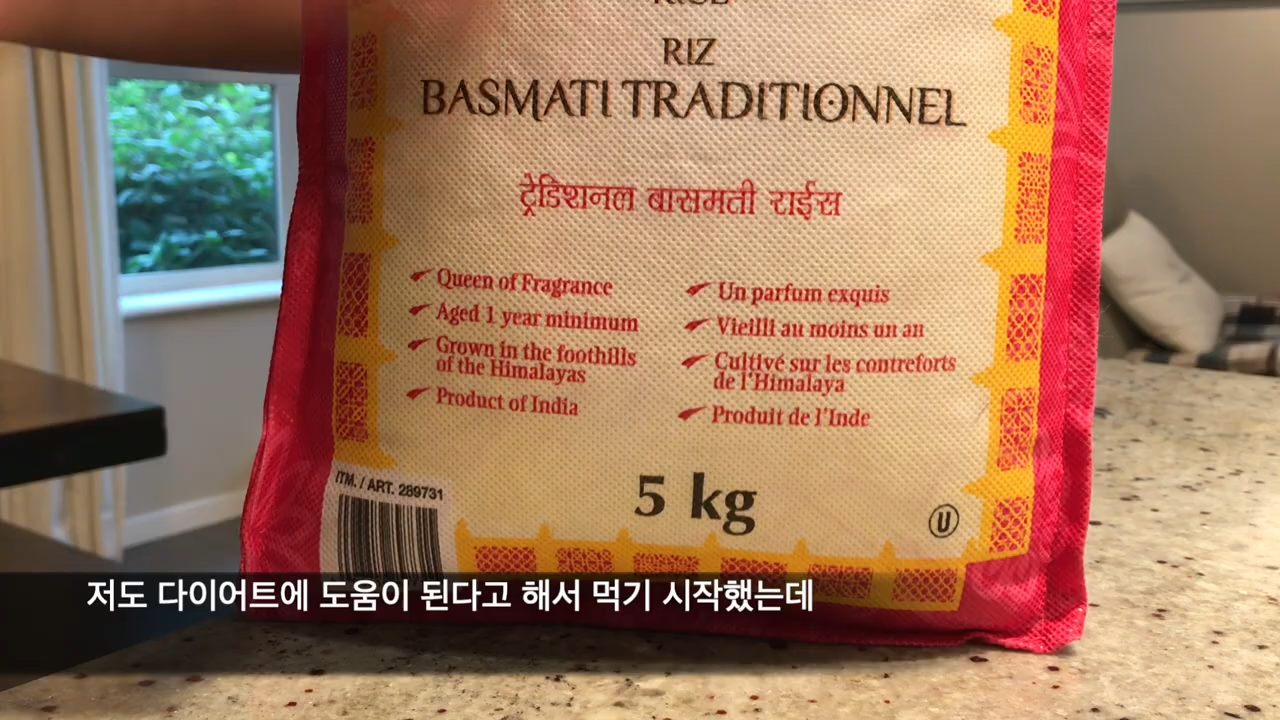 RICE
RIZ
BASMATI TRADITIONNEL
ट्रेडिशनल बासमती राईस
Queen of Fragrance
Aged 1 year minimum
Grown in the foothills
of the Himalayas
Product of India
Un parfum exquis
Vieilli au moins un an
Cultivé sur les contreforts
de l'Himalaya
Produit de l'Inde
ITM. / ART. 289731
5 kg
U
저도 다이어트에 도움이 된다고 해서 먹기 시작했는데